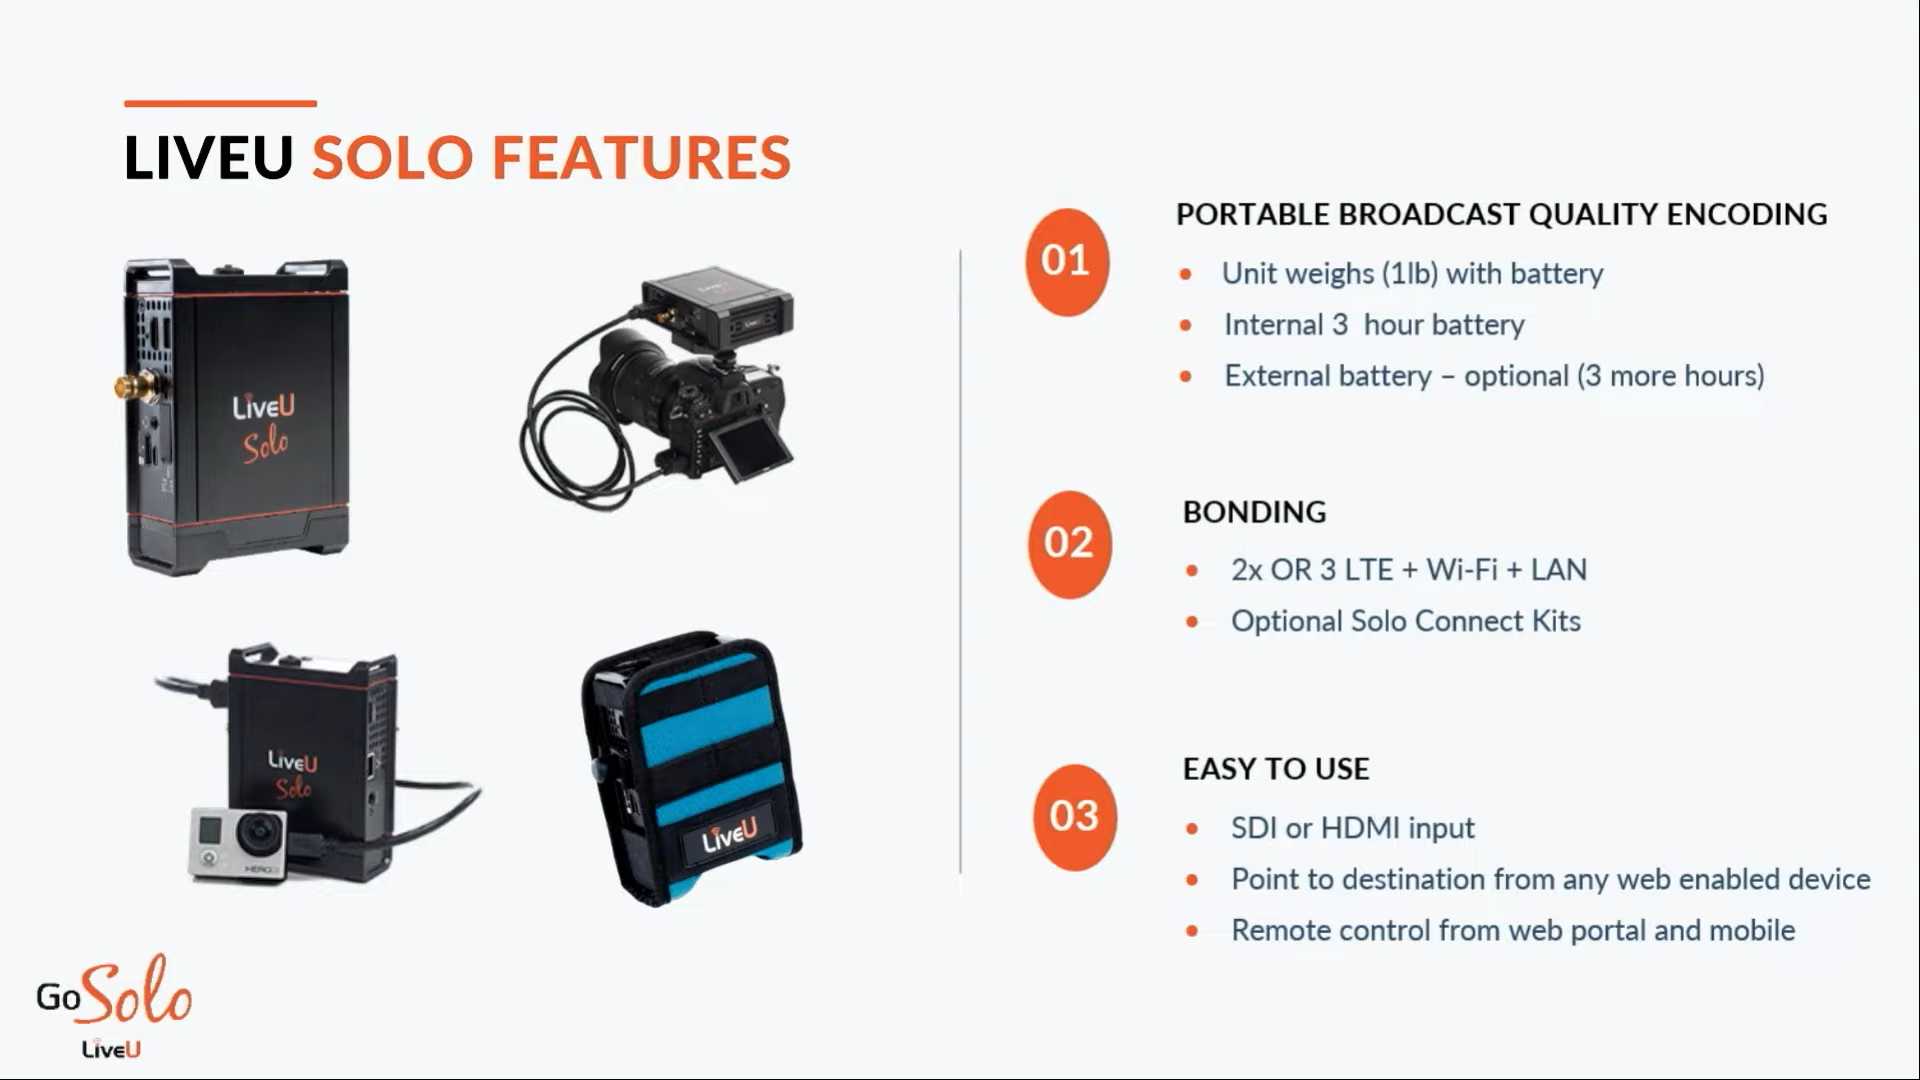 LIVEU SOLO FEATURES
LiveU
Solo
LiveU
Solo
LiveU
01
PORTABLE BROADCAST QUALITY ENCODING
• Unit weighs (1lb) with battery
• Internal 3  hour battery
• External battery – optional (3 more hours)
02
BONDING
• 2x OR 3 LTE + Wi-Fi + LAN
• Optional Solo Connect Kits
03
EASY TO USE
• SDI or HDMI input
• Point to destination from any web enabled device
• Remote control from web portal and mobile
Go Solo
LiveU